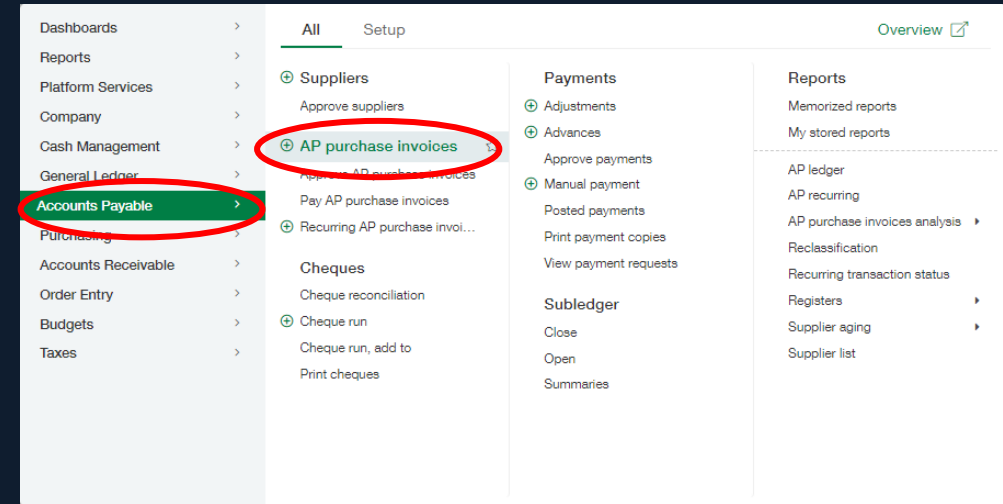 Dashboards
Reports
Platform Services
Company
Cash Management
General Ledger
Accounts Payable
Purchasing
Accounts Receivable
Order Entry
Budgets
Taxes
All
Setup
Overview
Suppliers
Approve suppliers
AP purchase invoices
Approve AP purchase invoices
Pay AP purchase invoices
Recurring AP purchase invoi...
Cheques
Cheque reconciliation
Cheque run
Cheque run, add to
Print cheques
Payments
Adjustments
Advances
Approve payments
Manual payment
Posted payments
Print payment copies
View payment requests
Subledger
Close
Open
Summaries
Reports
Memorized reports
My stored reports
AP ledger
AP recurring
AP purchase invoices analysis
Reclassification
Recurring transaction status
Registers
Supplier aging
Supplier list